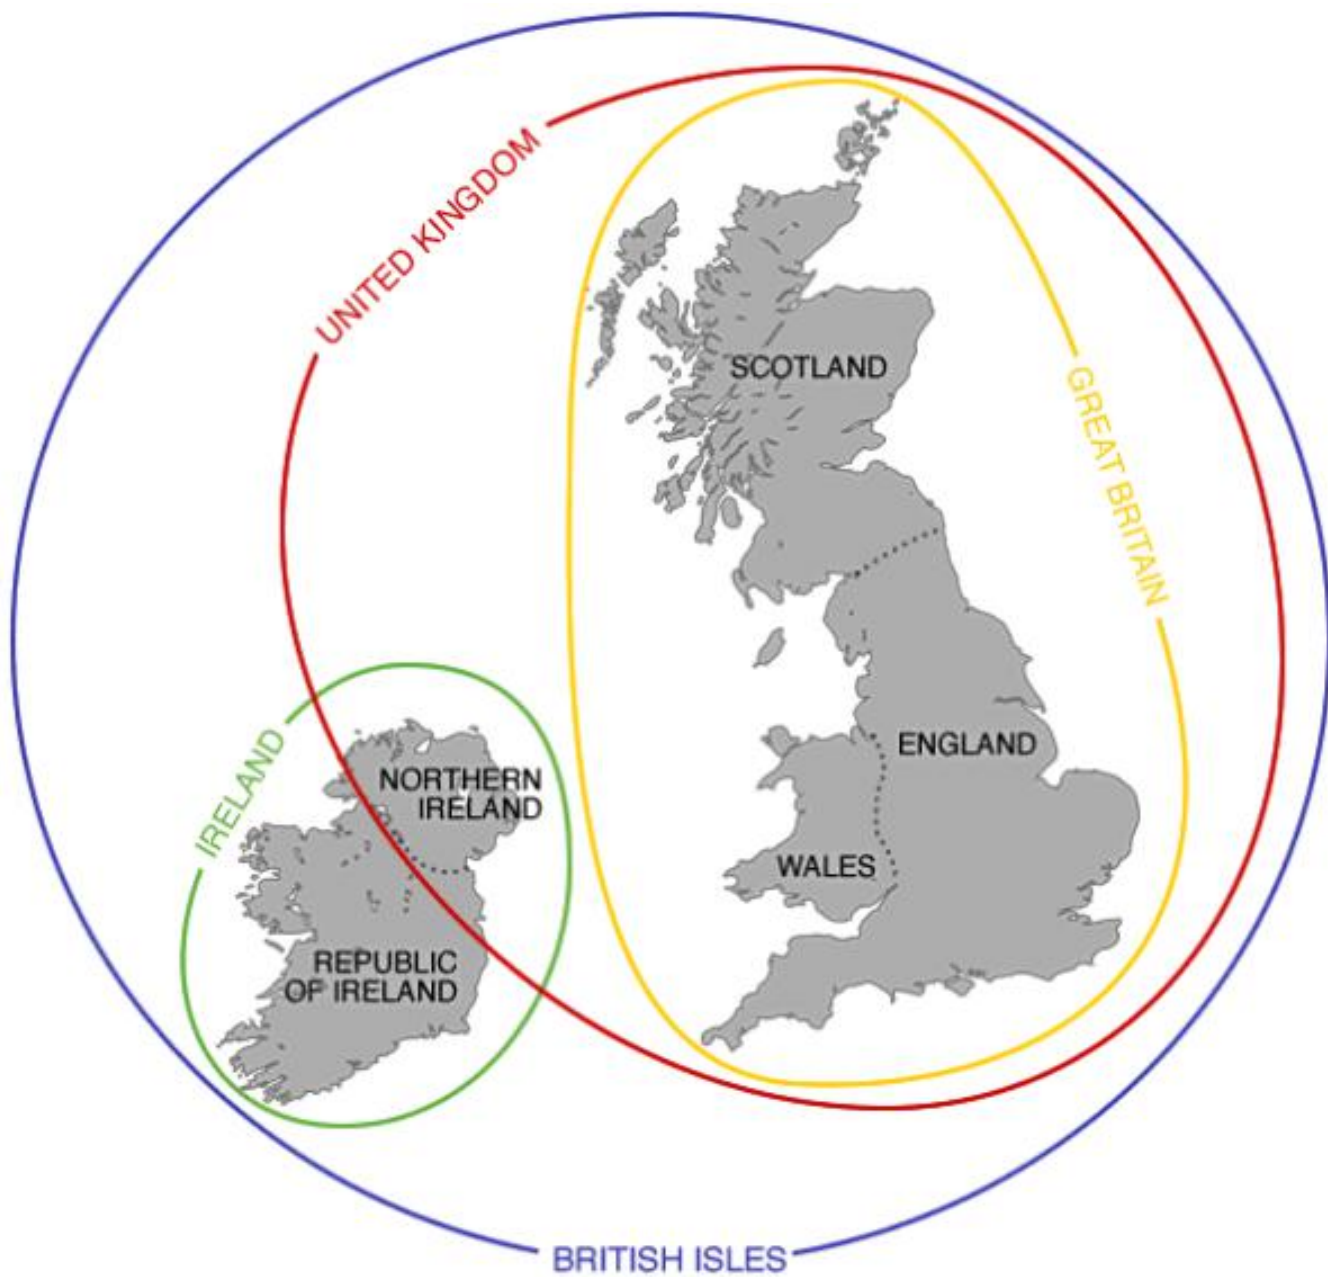 UNITED KINGDOM
SCOTLAND
GREAT BRITAIN
IRELAND
NORTHERN
IRELAND
ENGLAND
WALES
REPUBLIC
OF IRELAND
BRITISH ISLES